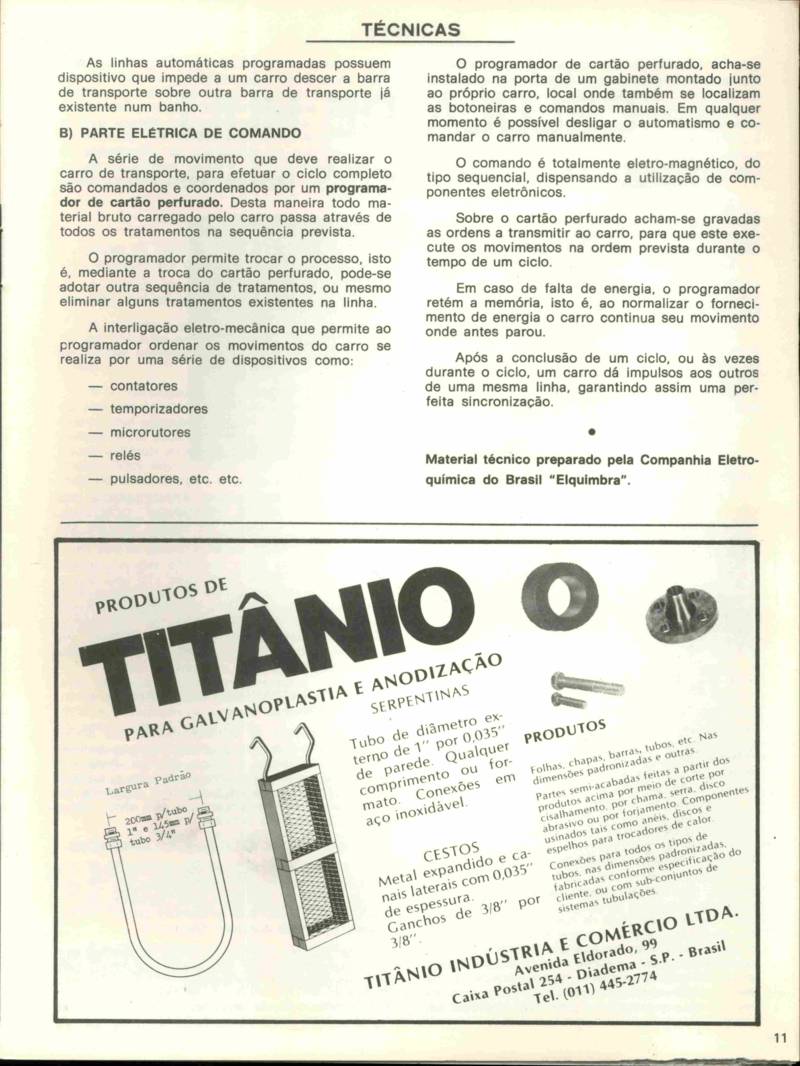 TÉCNICAS
As linhas automáticas programadas possuem
dispositivo que impede a um carro descer a barra
de transporte sobre outra barra de transporte já
existente num banho.
B) PARTE ELÉTRICA DE COMANDO
A série de movimento que deve realizar o
carro de transporte, para efetuar o ciclo completo
são comandados e coordenados por um programa-
dor de cartão perfurado. Desta maneira todo ma-
terial bruto carregado pelo carro passa através de
todos os tratamentos na sequência prevista.
O programador permite trocar o processo, isto
é, mediante a troca do cartão perfurado, pode-se
adotar outra sequência de tratamentos, ou mesmo
eliminar alguns tratamentos existentes na linha.
A interligação eletro-mecânica que permite ao
programador ordenar os movimentos do carro se
realiza por uma série de dispositivos como:
— contatores
— temporizadores
— microrutores
— relés
— pulsadores, etc. etc.
O programador de cartão perfurado, acha-se
instalado na porta de um gabinete montado junto
ao próprio carro, local onde também se localizam
as botoneiras e comandos manuais. Em qualquer
momento é possível desligar o automatismo e co-
mandar o carro manualmente.
O comando é totalmente eletro-magnético, do
tipo sequencial, dispensando a utilização de com-
ponentes eletrônicos.
Sobre o cartão perfurado acham-se gravadas
as ordens a transmitir ao carro, para que este exe-
cute os movimentos na ordem prevista durante o
tempo de um ciclo.
Em caso de falta de energia, o programador
retém a memória, isto é, ao normalizar o forneci-
mento de energia o carro continua seu movimento
onde antes parou.
Após a conclusão de um ciclo, ou às vezes
durante o ciclo, um carro dá impulsos aos outros
de uma mesma linha, garantindo assim uma per-
feita sincronização.
•
Material técnico preparado pela Companhia Eletro-
química do Brasil "Elquimbra".
PRODUTOS DE
TITÂNIO
PARA GALVANOPLASTIA E ANODIZAÇÃO
Largura Padrão
200mm p/tubo
1" e 145mm p/
tubo 3/4"
SERPENTINAS
Tubo de diâmetro ex-
terno de 1" por 0,035"
de parede. Qualquer
comprimento ou for-
mato. Conexões em
aço inoxidável.
CESTOS
Metal expandido e ca-
nais laterais com 0,035"
de espessura.
Ganchos de 3/8" por
3/8".
PRODUTOS
Folhas, chapas, barras, tubos, etc. Nas
dimensões padronizadas e outras.
Partes semi-acabadas feitas a partir dos
produtos acima por meio de corte por
cisalhamento, por chama, serra, disco
abrasivo ou por forjamento. Componentes
usinados tais como anéis, discos e
espelhos para trocadores de calor.
Conexões para todos os tipos de
tubos, nas dimensões padronizadas,
fabricadas conforme especificação do
cliente, ou com sub-conjuntos de
sistemas tubulações.
TITÂNIO INDÚSTRIA E COMÉRCIO LTDA.
Avenida Eldorado, 99
Caixa Postal 254 - Diadema - S.P. - Brasil
Tel. (011) 445-2774
11